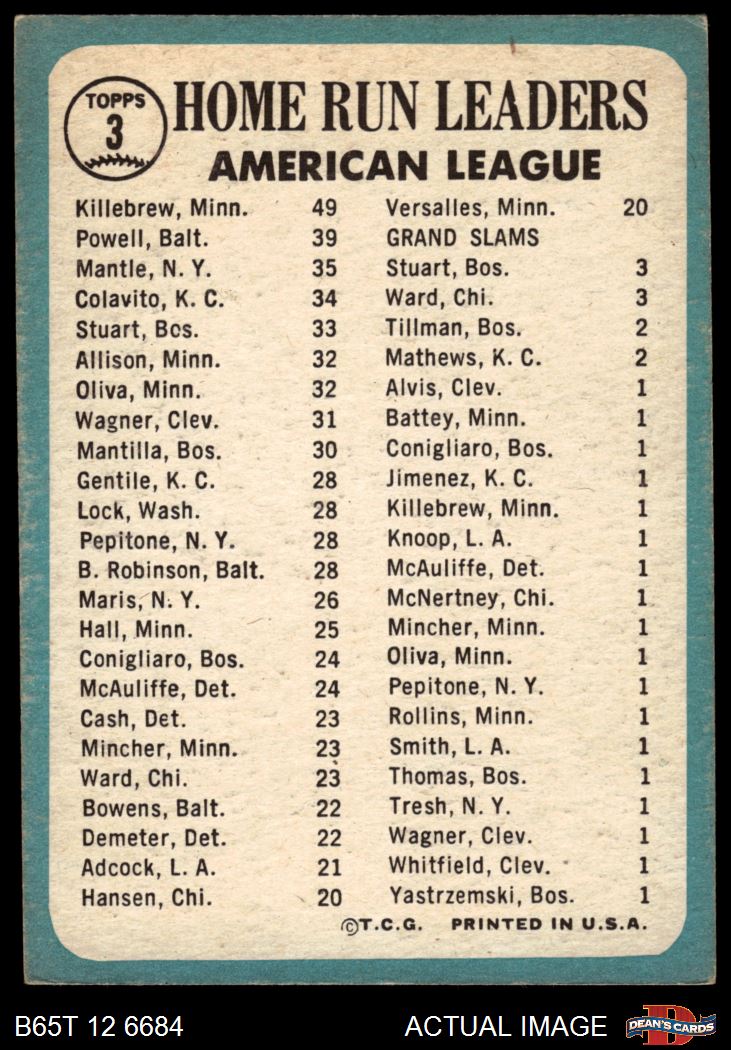 TOPPS
3
HOME RUN LEADERS
AMERICAN LEAGUE
Killebrew, Minn. 49
Powell, Balt. 39
Mantle, N. Y. 35
Colavito, K. C. 34
Stuart, Bos. 33
Allison, Minn. 32
Oliva, Minn. 32
Wagner, Clev. 31
Mantilla, Bos. 30
Gentile, K. C. 28
Lock, Wash. 28
Pepitone, N. Y. 28
B. Robinson, Balt. 28
Maris, N. Y. 26
Hall, Minn. 25
Conigliaro, Bos. 24
McAuliffe, Det. 24
Cash, Det. 23
Mincher, Minn. 23
Ward, Chi. 23
Bowens, Balt. 22
Demeter, Det. 22
Adcock, L. A. 21
Hansen, Chi. 20
Versalles, Minn. 20
GRAND SLAMS
Stuart, Bos. 3
Ward, Chi. 3
Tillman, Bos. 2
Mathews, K. C. 2
Alvis, Clev. 1
Battey, Minn. 1
Conigliaro, Bos. 1
Jimenez, K. C. 1
Killebrew, Minn. 1
Knoop, L. A. 1
McAuliffe, Det. 1
McNertney, Chi. 1
Mincher, Minn. 1
Oliva, Minn. 1
Pepitone, N. Y. 1
Rollins, Minn. 1
Smith, L. A. 1
Thomas, Bos. 1
Tresh, N. Y. 1
Wagner, Clev. 1
Whitfield, Clev. 1
Yastrzemski, Bos. 1
©T.C.G. PRINTED IN U.S.A.
B65T 12 6684 ACTUAL IMAGE
D
DEAN'S CARDS